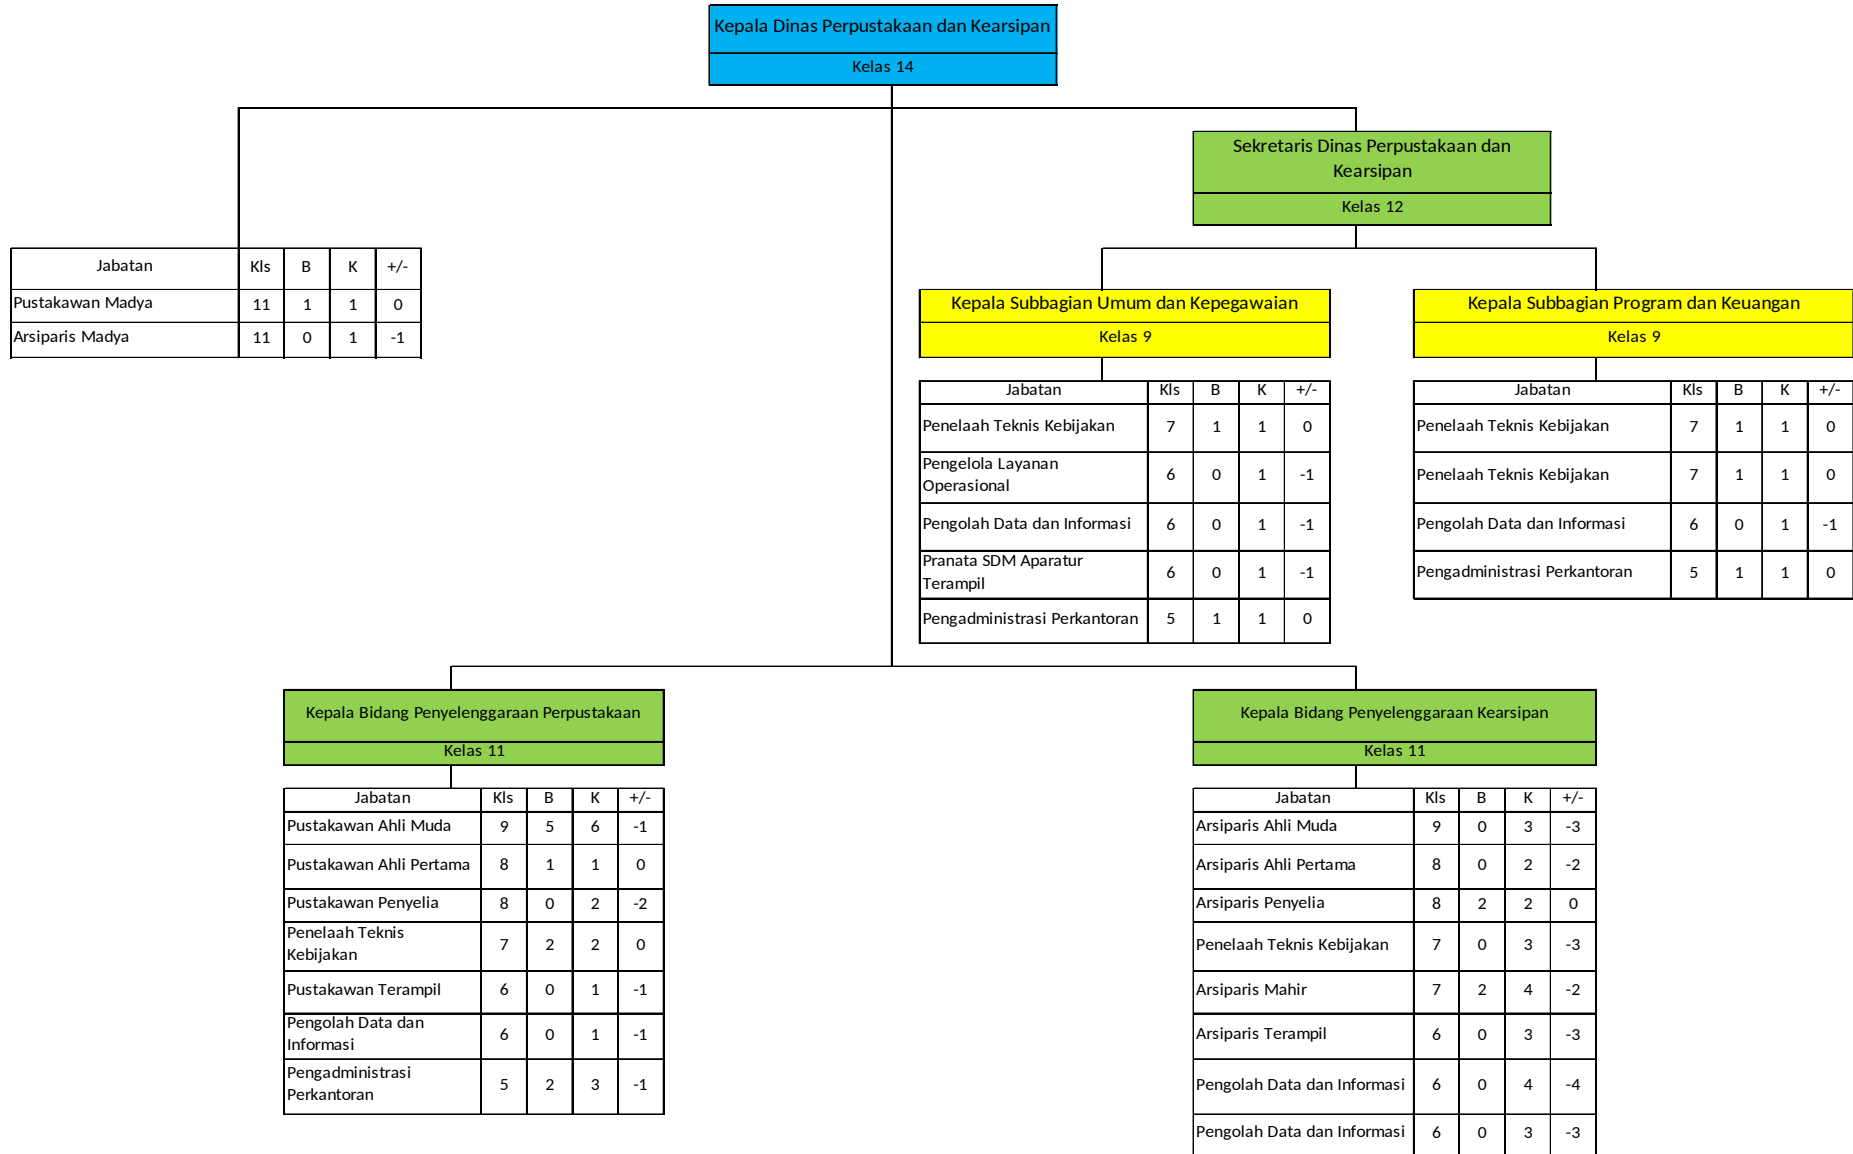 Kepala Dinas Perpustakaan dan Kearsipan
Kelas 14
Sekretaris Dinas Perpustakaan dan
Kearsipan
Kelas 12
Jabatan Kls B K +/-
Pustakawan Madya 11 1 1 0
Arsiparis Madya 11 0 1 -1
Kepala Subbagian Umum dan Kepegawaian
Kelas 9
Jabatan Kls B K +/-
Penelaah Teknis Kebijakan 7 1 1 0
Pengelola Layanan
Operasional 6 0 1 -1
Pengolah Data dan Informasi 6 0 1 -1
Pranata SDM Aparatur
Terampil 6 0 1 -1
Pengadministrasi Perkantoran 5 1 1 0
Kepala Subbagian Program dan Keuangan
Kelas 9
Jabatan Kls B K +/-
Penelaah Teknis Kebijakan 7 1 1 0
Penelaah Teknis Kebijakan 7 1 1 0
Pengolah Data dan Informasi 6 0 1 -1
Pengadministrasi Perkantoran 5 1 1 0
Kepala Bidang Penyelenggaraan Perpustakaan
Kelas 11
Jabatan Kls B K +/-
Pustakawan Ahli Muda 9 5 6 -1
Pustakawan Ahli Pertama 8 1 1 0
Pustakawan Penyelia 8 0 2 -2
Penelaah Teknis
Kebijakan 7 2 2 0
Pustakawan Terampil 6 0 1 -1
Pengolah Data dan
Informasi 6 0 1 -1
Pengadministrasi
Perkantoran 5 2 3 -1
Kepala Bidang Penyelenggaraan Kearsipan
Kelas 11
Jabatan Kls B K +/-
Arsiparis Ahli Muda 9 0 3 -3
Arsiparis Ahli Pertama 8 0 2 -2
Arsiparis Penyelia 8 2 2 0
Penelaah Teknis Kebijakan 7 0 3 -3
Arsiparis Mahir 7 2 4 -2
Arsiparis Terampil 6 0 3 -3
Pengolah Data dan Informasi 6 0 4 -4
Pengolah Data dan Informasi 6 0 3 -3